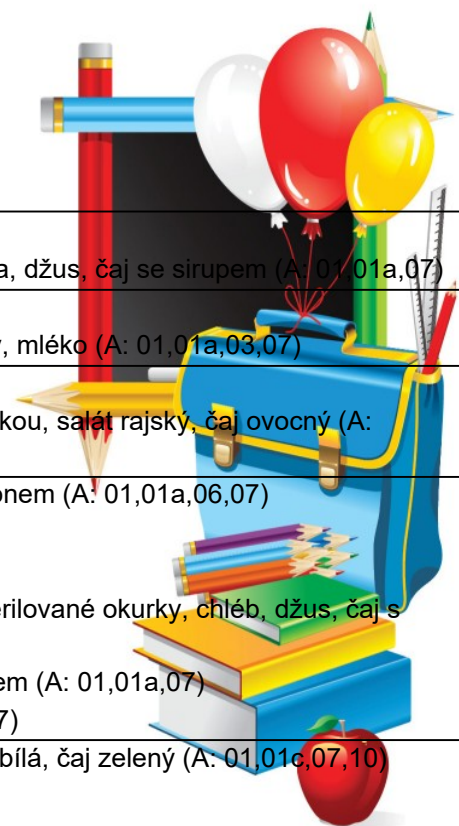 a, džus, čaj se sirupem (A: 01,01a,07)
, mléko (A: 01,01a,03,07)
kou, salát rajský, čaj ovocný (A:
onem (A: 01,01a,06,07)
erilované okurky, chléb, džus, čaj s
em (A: 01,01a,07)
7)
bílá, čaj zelený (A: 01,01c,07,10)